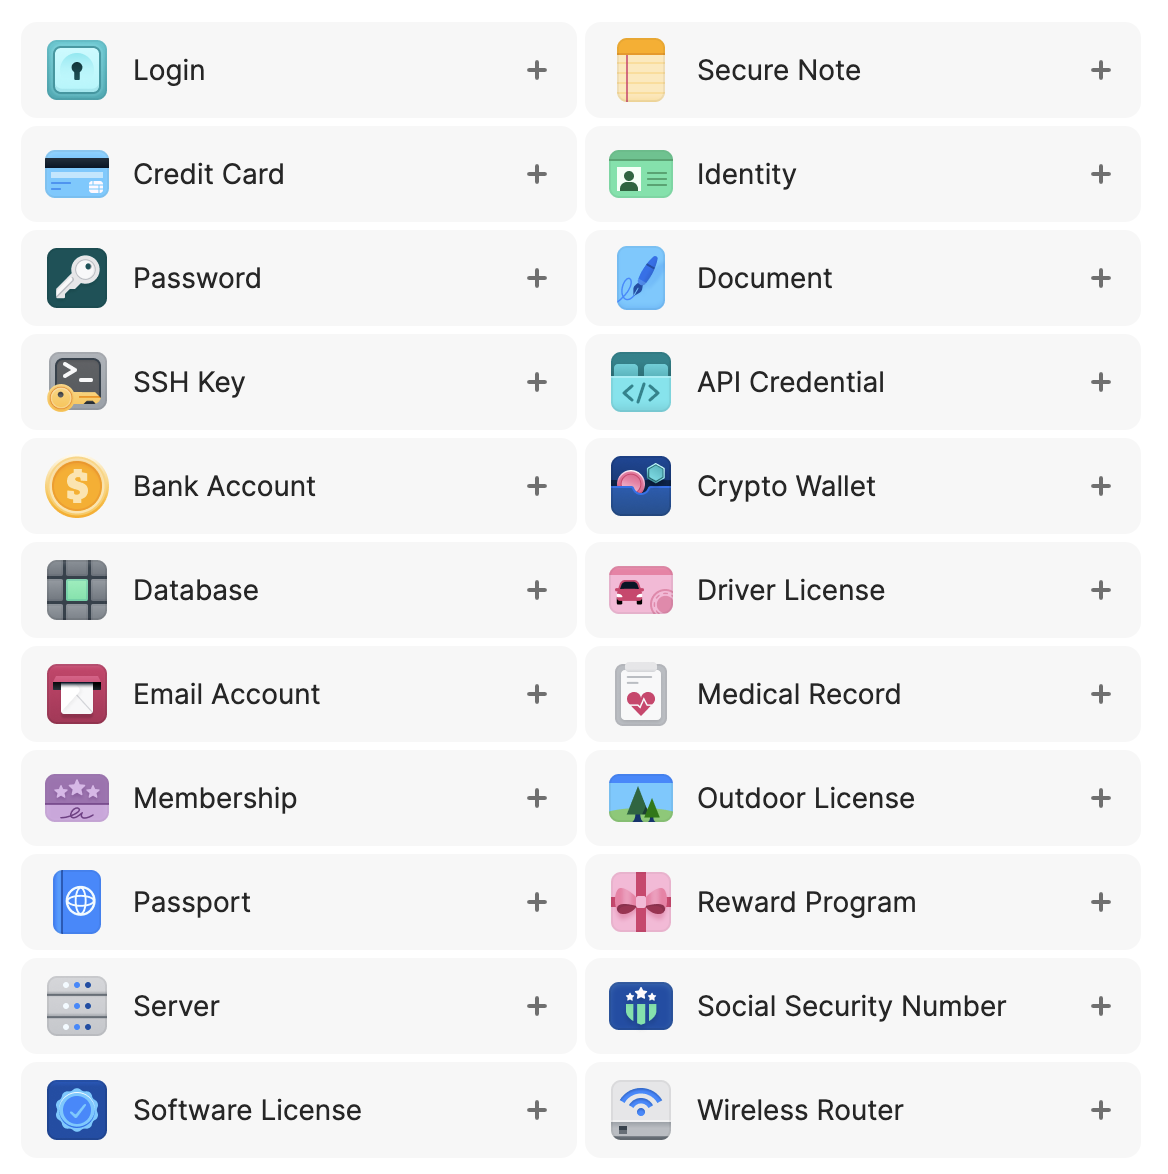 Login
Secure Note
Credit Card
Identity
Password
Document
SSH Key
API Credential
Bank Account
Crypto Wallet
Database
Driver License
Email Account
Medical Record
Membership
Outdoor License
Passport
Reward Program
Server
Social Security Number
Software License
Wireless Router